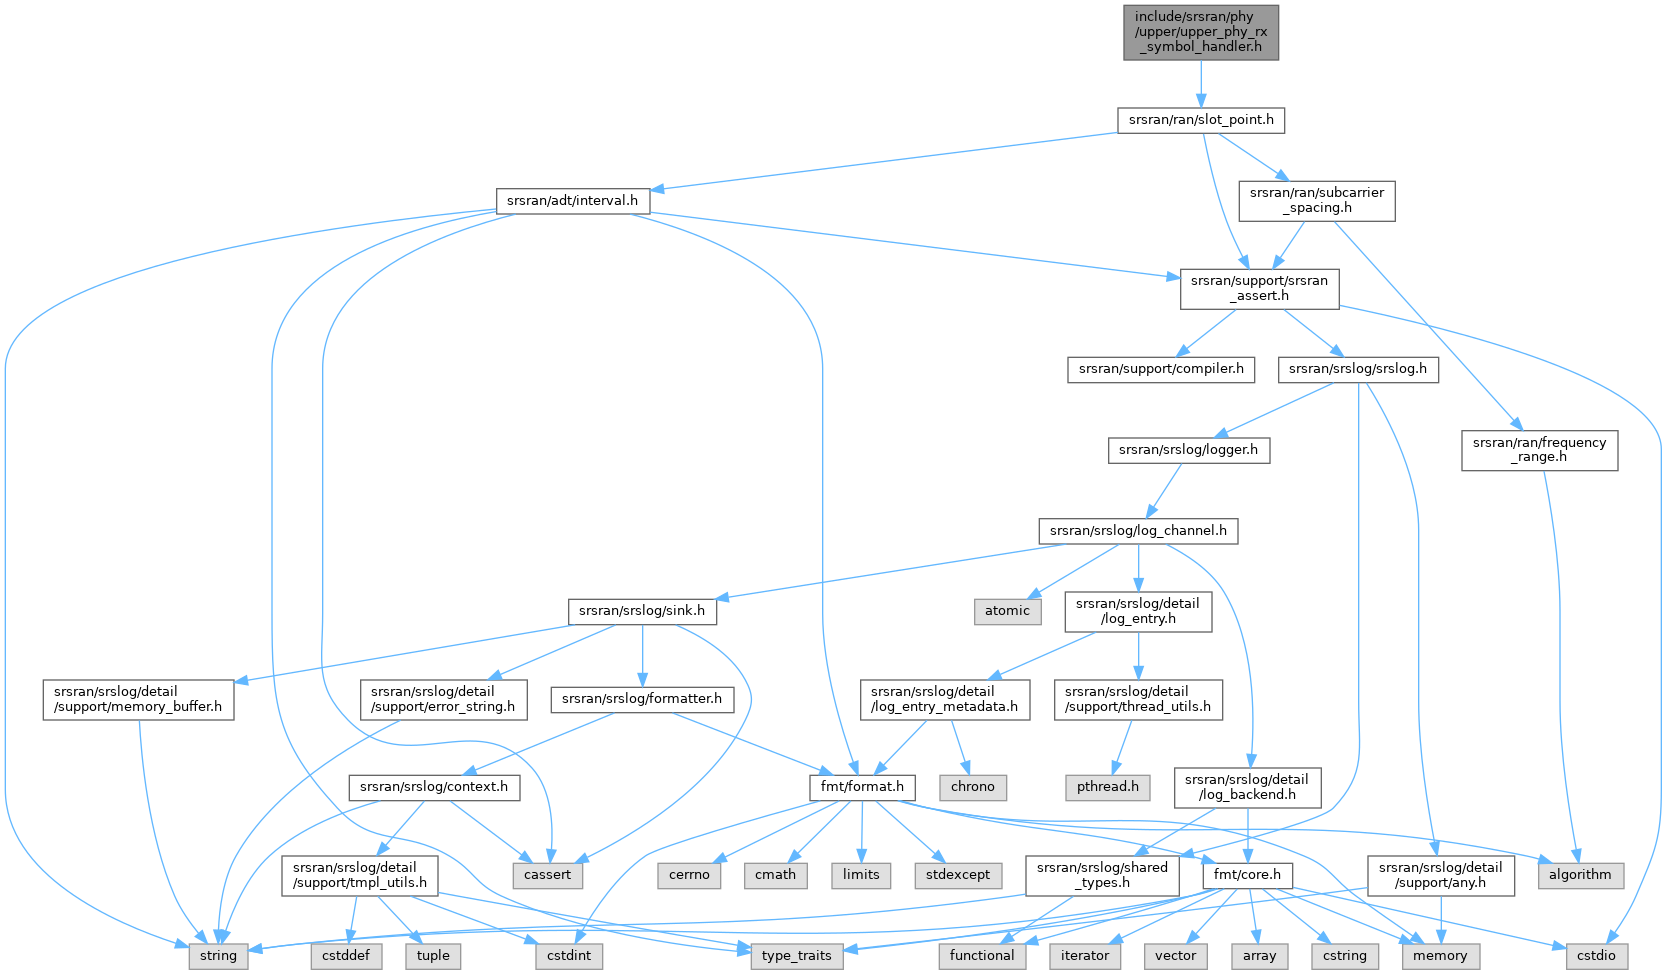 include/srsran/phy
/upper/upper_phy_rx
_symbol_handler.h
srsran/ran/slot_point.h
srsran/adt/interval.h
srsran/ran/subcarrier
_spacing.h
srsran/support/srsran
_assert.h
srsran/support/compiler.h
srsran/srslog/srslog.h
srsran/srslog/logger.h
srsran/ran/frequency
_range.h
srsran/srslog/log_channel.h
srsran/srslog/sink.h
atomic
srsran/srslog/detail
/log_entry.h
srsran/srslog/detail
/support/memory_buffer.h
srsran/srslog/detail
/support/error_string.h
srsran/srslog/formatter.h
srsran/srslog/detail
/log_entry_metadata.h
srsran/srslog/detail
/support/thread_utils.h
srsran/srslog/context.h
fmt/format.h
chrono
pthread.h
srsran/srslog/detail
/log_backend.h
srsran/srslog/detail
/support/tmpl_utils.h
cassert
cerrno
cmath
limits
stdexcept
srsran/srslog/shared
_types.h
fmt/core.h
srsran/srslog/detail
/support/any.h
algorithm
string
cstddef
tuple
cstdint
type_traits
functional
iterator
vector
array
cstring
memory
cstdio